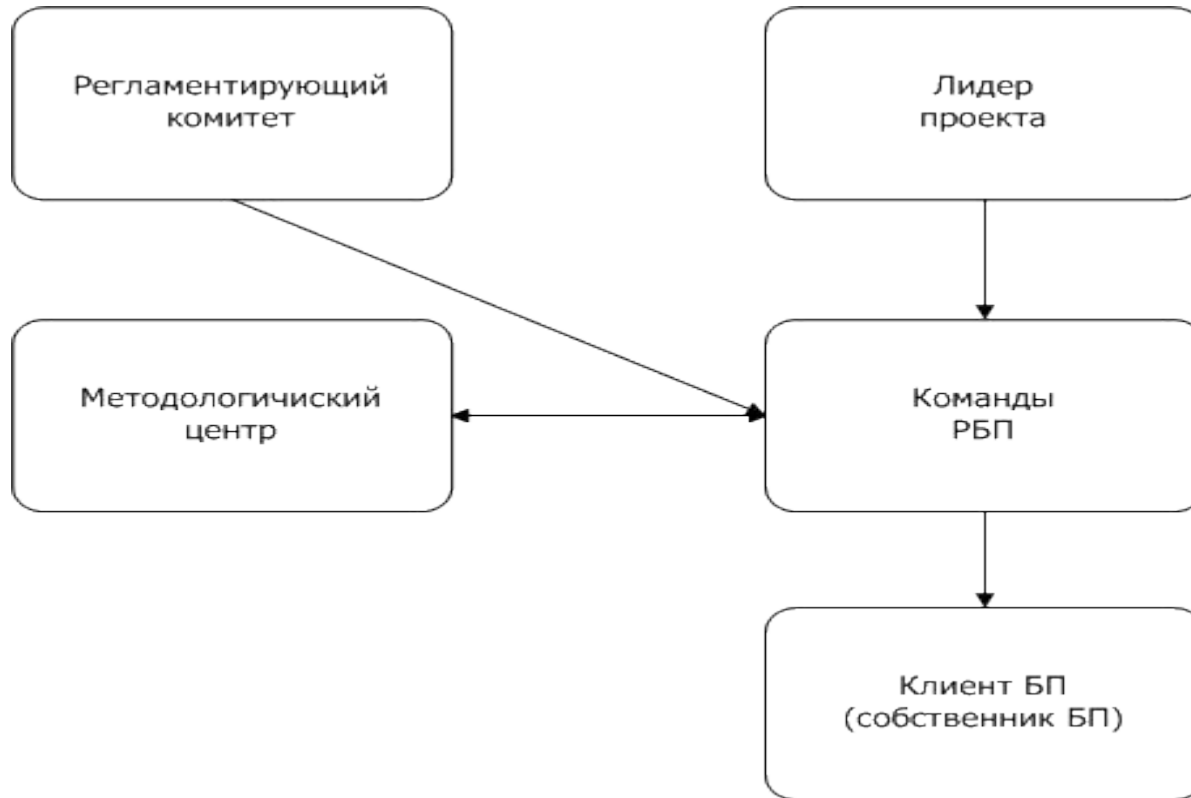 Регламентирующий
комитет
Лидер
проекта
Методологичиский
центр
Команды
РБП
Клиент БП
(собственник БП)